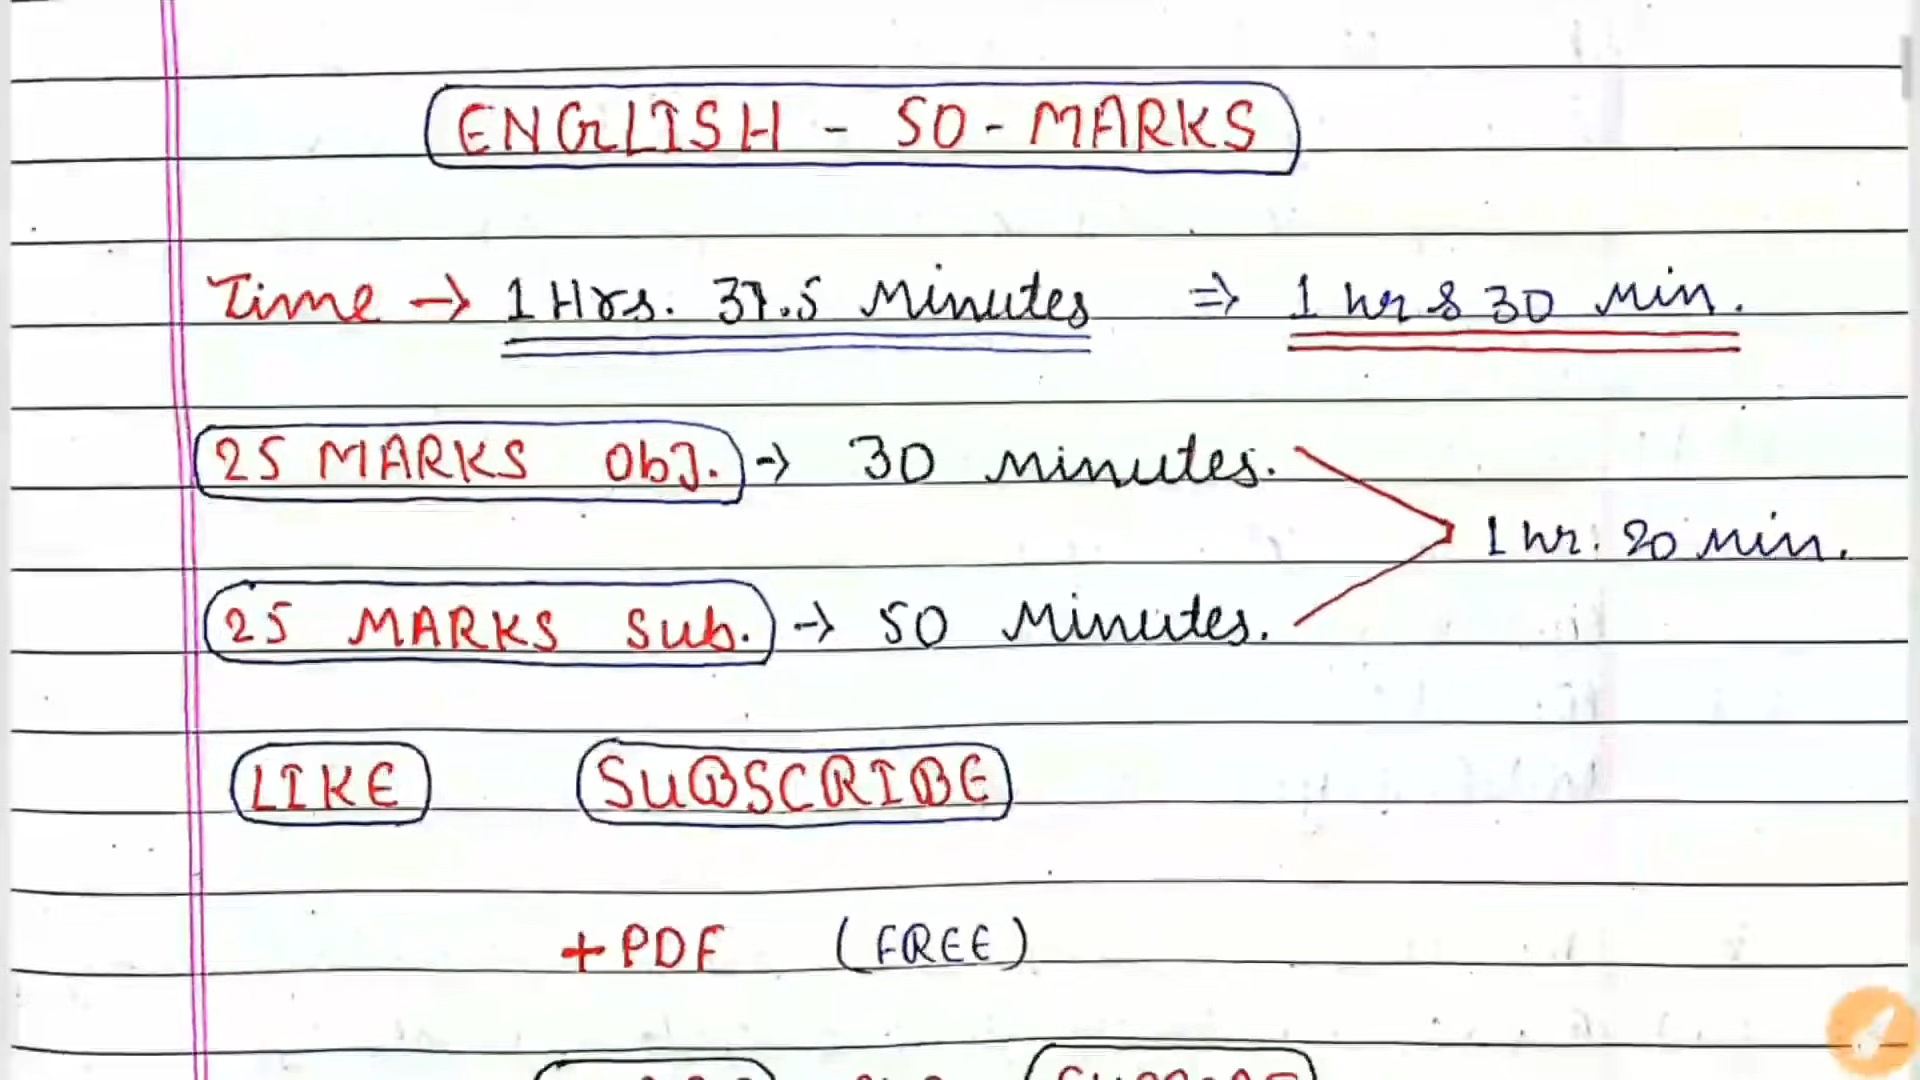 ENGLISH - 50 - MARKS
Time → 1 Hrs. 37.5 Minutes ⇒ 1 hr & 30 Min.
25 MARKS Obj. → 30 minutes.
1 hr. 20 Min.
25 MARKS Sub. → 50 Minutes.
LIKE SUBSCRIBE
+ PDF (FREE)